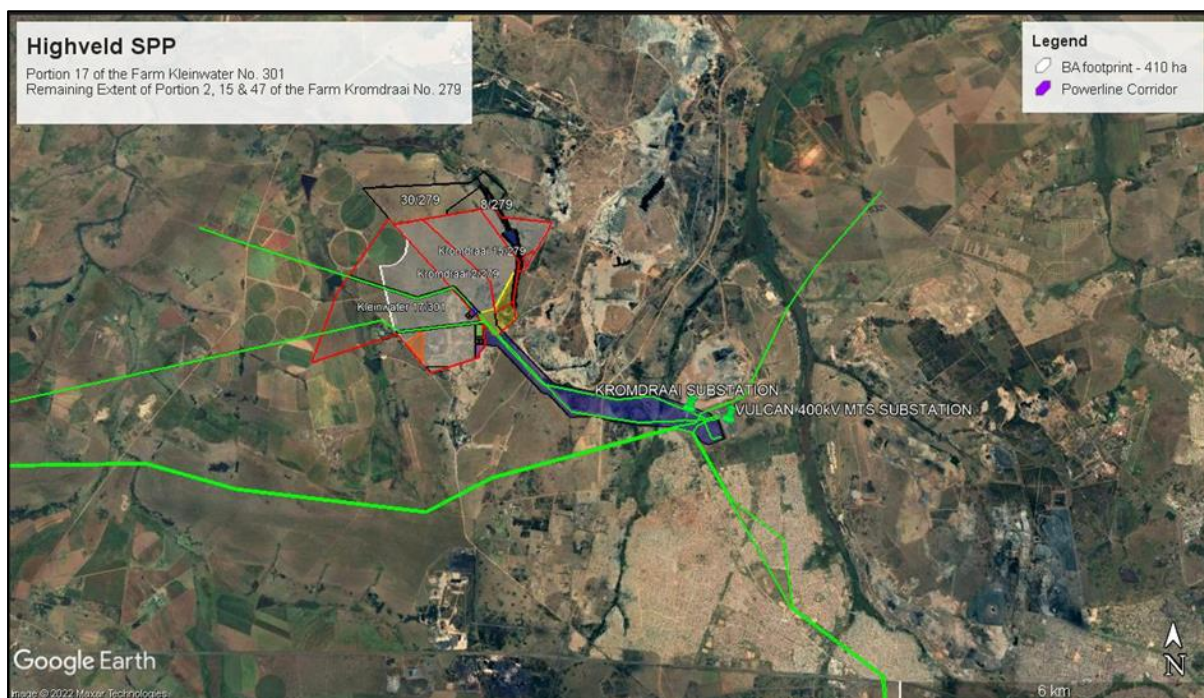 Highveld SPP
Portion 17 of the Farm Kleinwater No. 301
Remaining Extent of Portion 2, 15 & 47 of the Farm Kromdraai No. 279
Legend
BA footprint - 410 ha
Powerline Corridor
30/279
8/279
Kromdraai 15/279
Kromdraai 2/279
Kleinwater 17/301
KROMDRAAI SUBSTATION
VULCAN 400kV MTS SUBSTATION
Google Earth
Image © 2022 Maxar Technologies
N
6 km